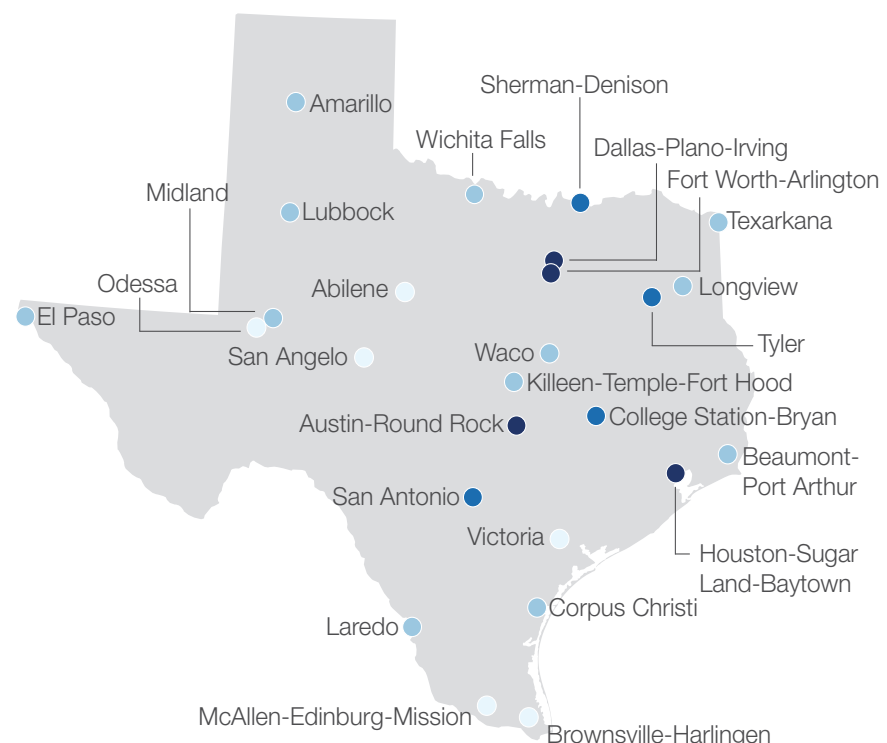 Sherman-Denison
Amarillo
Wichita Falls
Dallas-Plano-Irving
Fort Worth-Arlington
Midland
Lubbock
Texarkana
Odessa
Abilene
Longview
El Paso
San Angelo
Waco
Tyler
Killeen-Temple-Fort Hood
Austin-Round Rock
College Station-Bryan
Beaumont-
Port Arthur
San Antonio
Victoria
Houston-Sugar
Land-Baytown
Corpus Christi
Laredo
McAllen-Edinburg-Mission
Brownsville-Harlingen